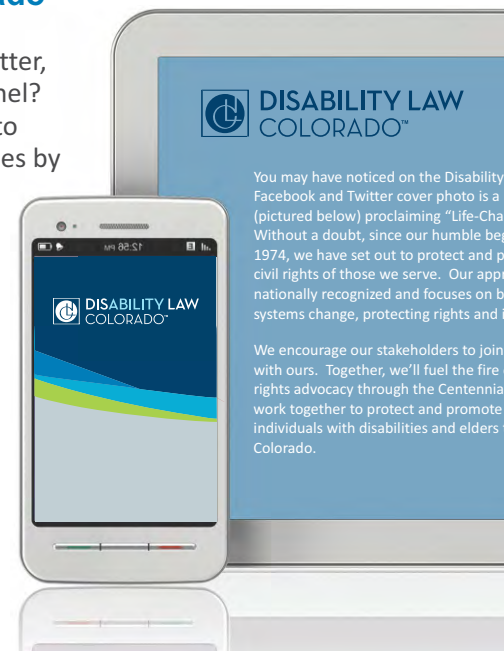 ado
tter,
nel?
to
es by
DISABILITY LAW
COLORADO™
You may have noticed on the Disability
Facebook and Twitter cover photo is a
(pictured below) proclaiming “Life-Cha
Without a doubt, since our humble beg
1974, we have set out to protect and p
civil rights of those we serve.  Our appr
nationally recognized and focuses on b
systems change, protecting rights and i
We encourage our stakeholders to join
with ours.  Together, we’ll fuel the fire
rights advocacy through the Centennia
work together to protect and promote
individuals with disabilities and elders t
Colorado.
12:58 PM
DISABILITY LAW
COLORADO™